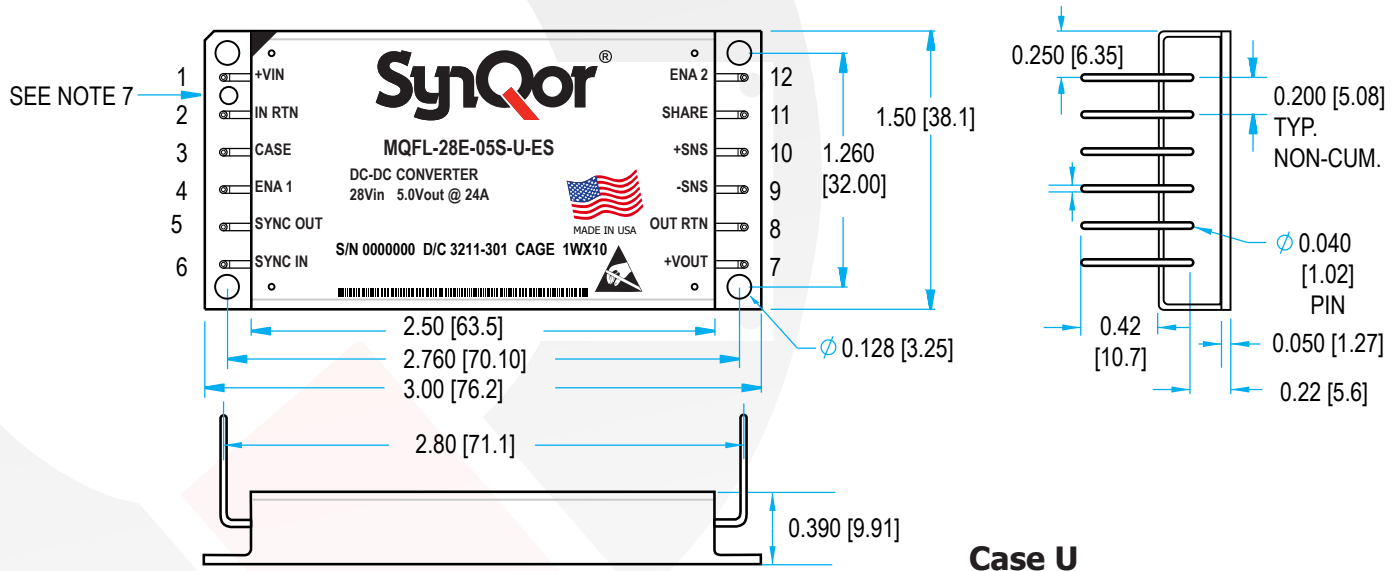 SEE NOTE 7
1
2
3
4
5
6
+VIN
IN RTN
CASE
ENA 1
SYNC OUT
SYNC IN
SynQor®
MQFL-28E-05S-U-ES
DC-DC CONVERTER
28Vin 5.0Vout @ 24A
MADE IN USA
S/N 0000000 D/C 3211-301 CAGE 1WX10
ENA 2
SHARE
+SNS
-SNS
OUT RTN
+VOUT
12
11
10
9
8
7
1.260
[32.00]
1.50 [38.1]
2.50 [63.5]
2.760 [70.10]
3.00 [76.2]
Ø 0.128 [3.25]
2.80 [71.1]
0.390 [9.91]
0.250 [6.35]
0.200 [5.08]
TYP.
NON-CUM.
Ø 0.040
[1.02]
PIN
0.42
[10.7]
0.050 [1.27]
0.22 [5.6]
Case U